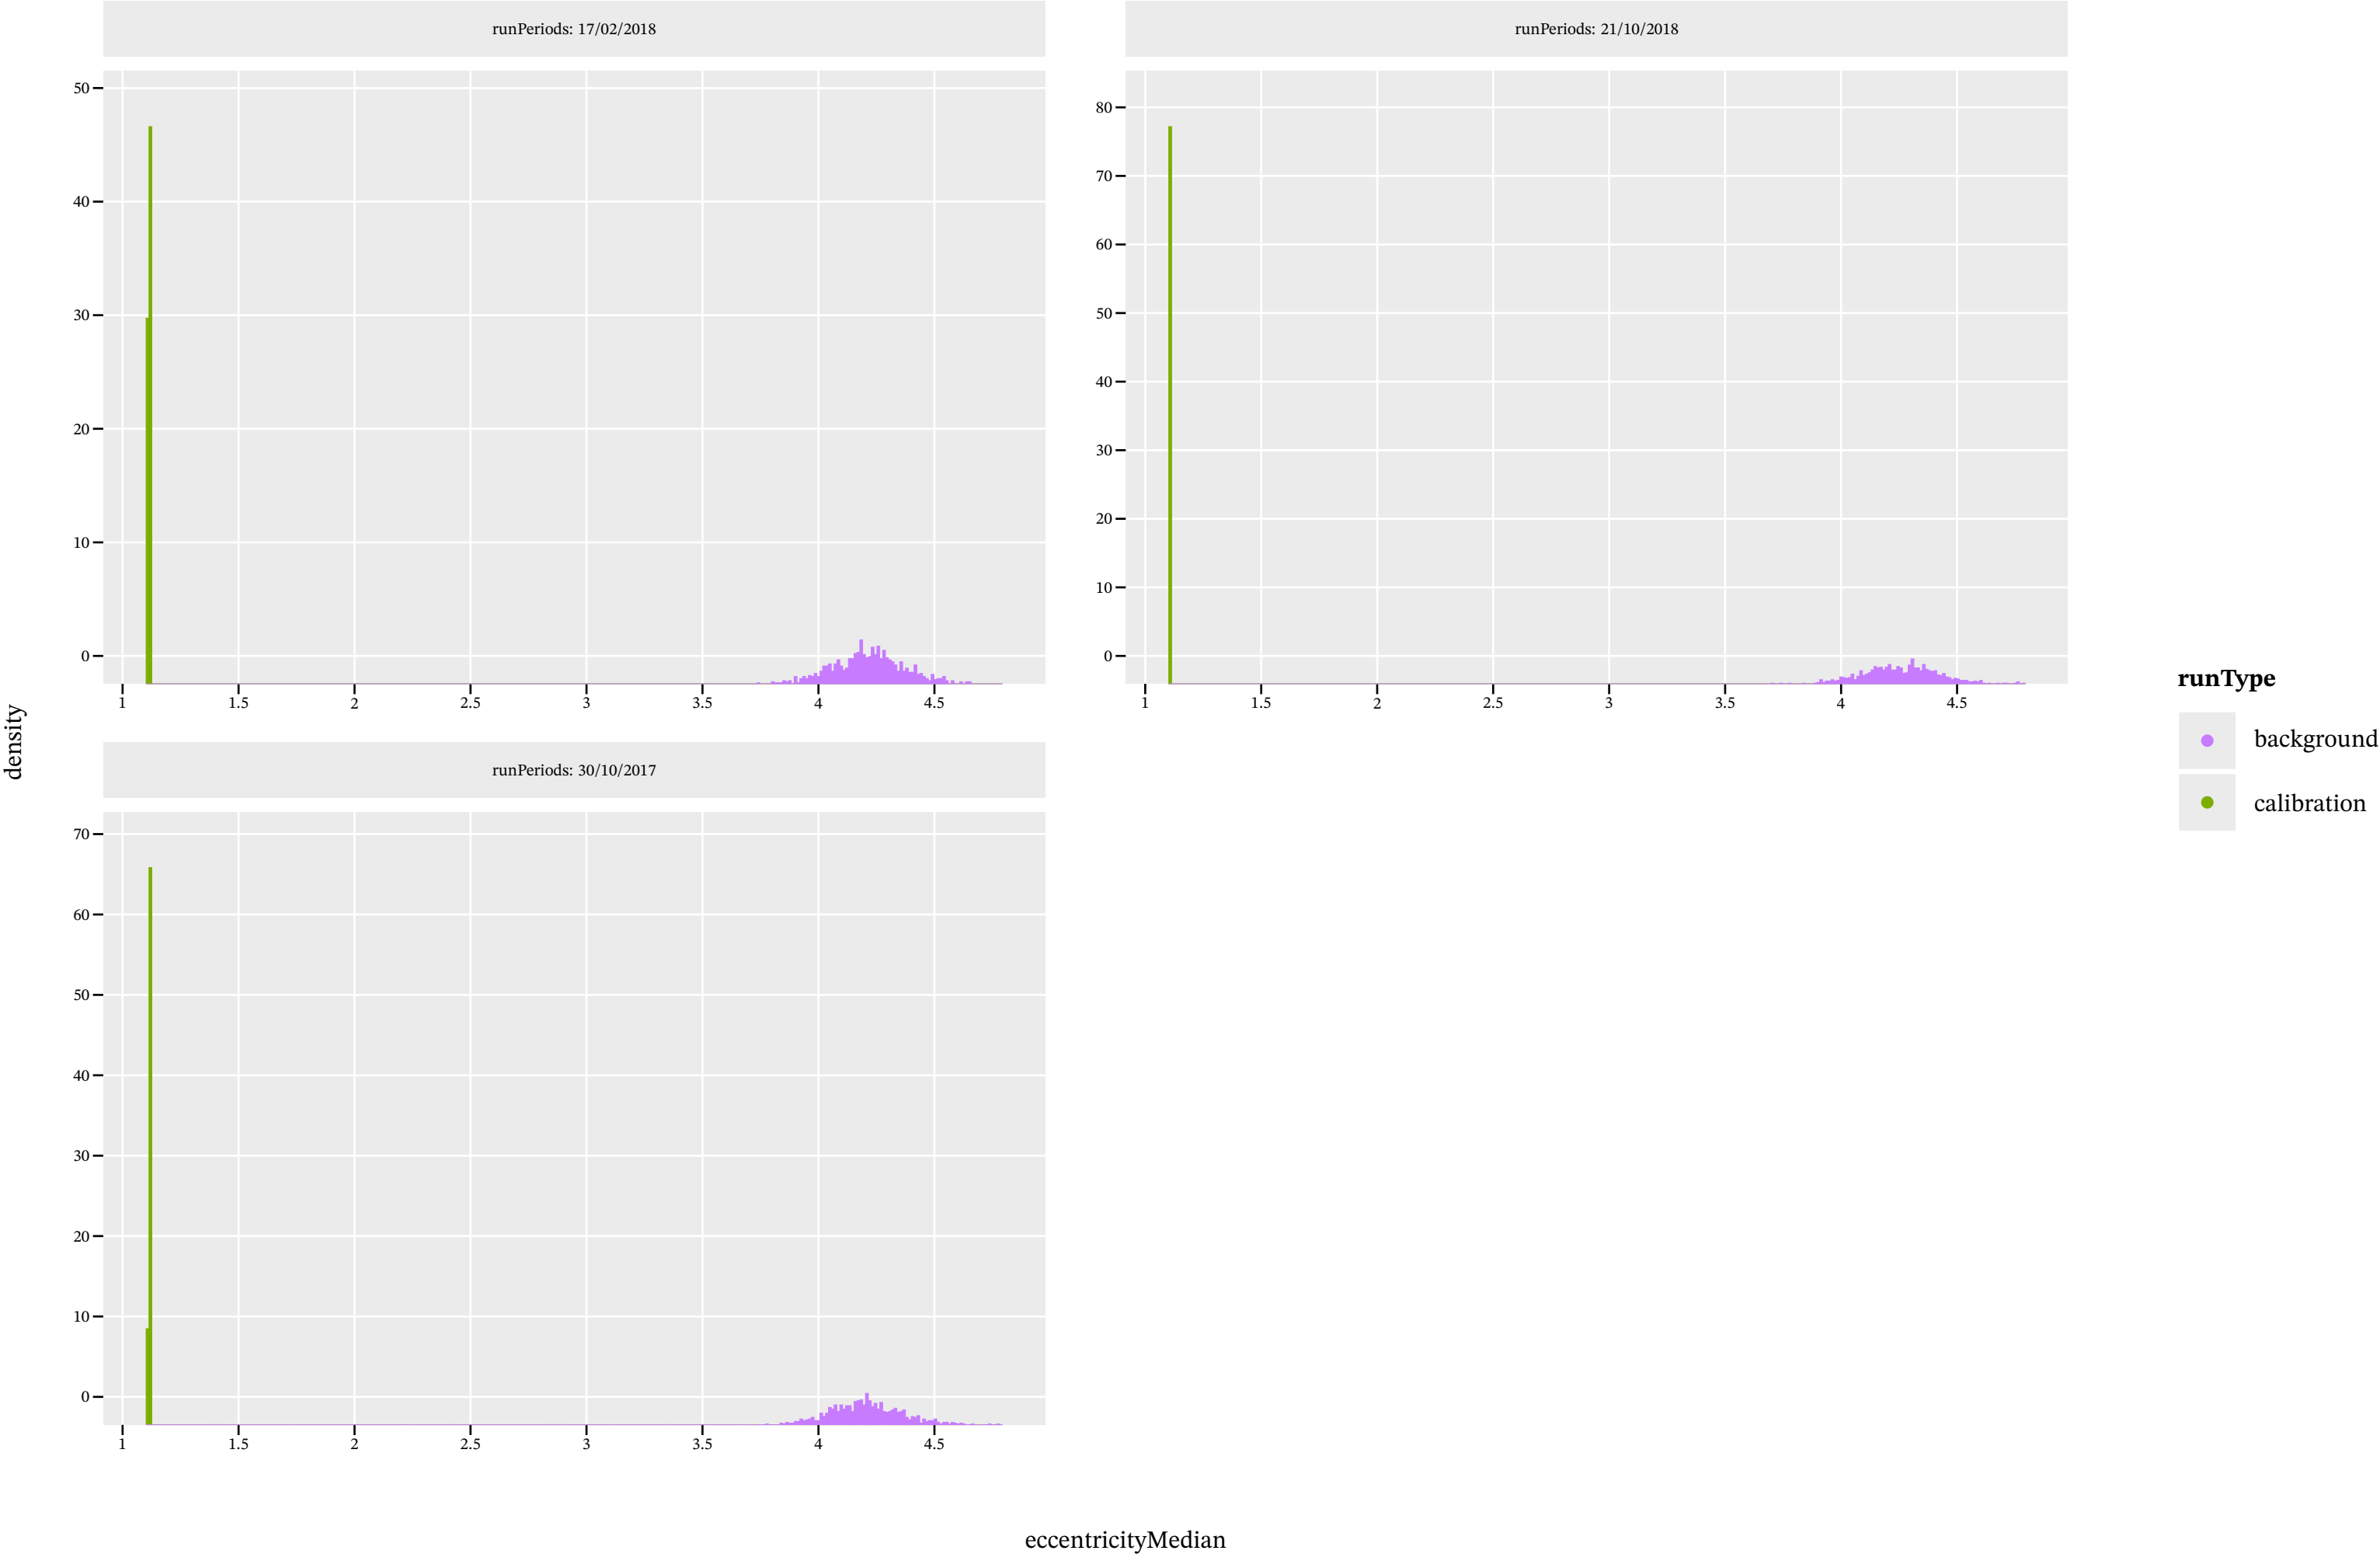 runPeriods: 17/02/2018
50
40
30
20
10
0
1 1.5 2 2.5 3 3.5 4 4.5
runPeriods: 21/10/2018
80
70
60
50
40
30
20
10
0
1 1.5 2 2.5 3 3.5 4 4.5
density
runPeriods: 30/10/2017
70
60
50
40
30
20
10
0
1 1.5 2 2.5 3 3.5 4 4.5
eccentricityMedian
runType
background
calibration